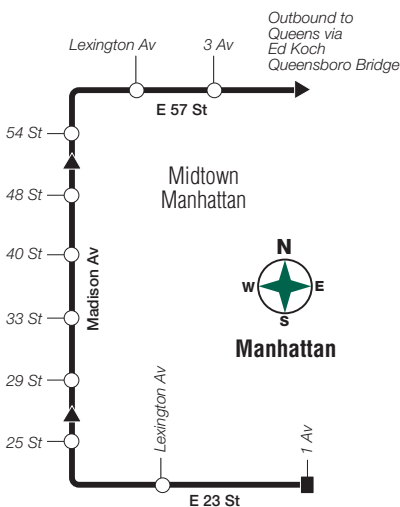 Outbound to
Queens via
Ed Koch
Queensboro Bridge
Lexington Av
3 Av
E 57 St
54 St
Midtown
Manhattan
48 St
40 St
Madison Av
33 St
N
W
E
S
Manhattan
29 St
25 St
Lexington Av
1 Av
E 23 St